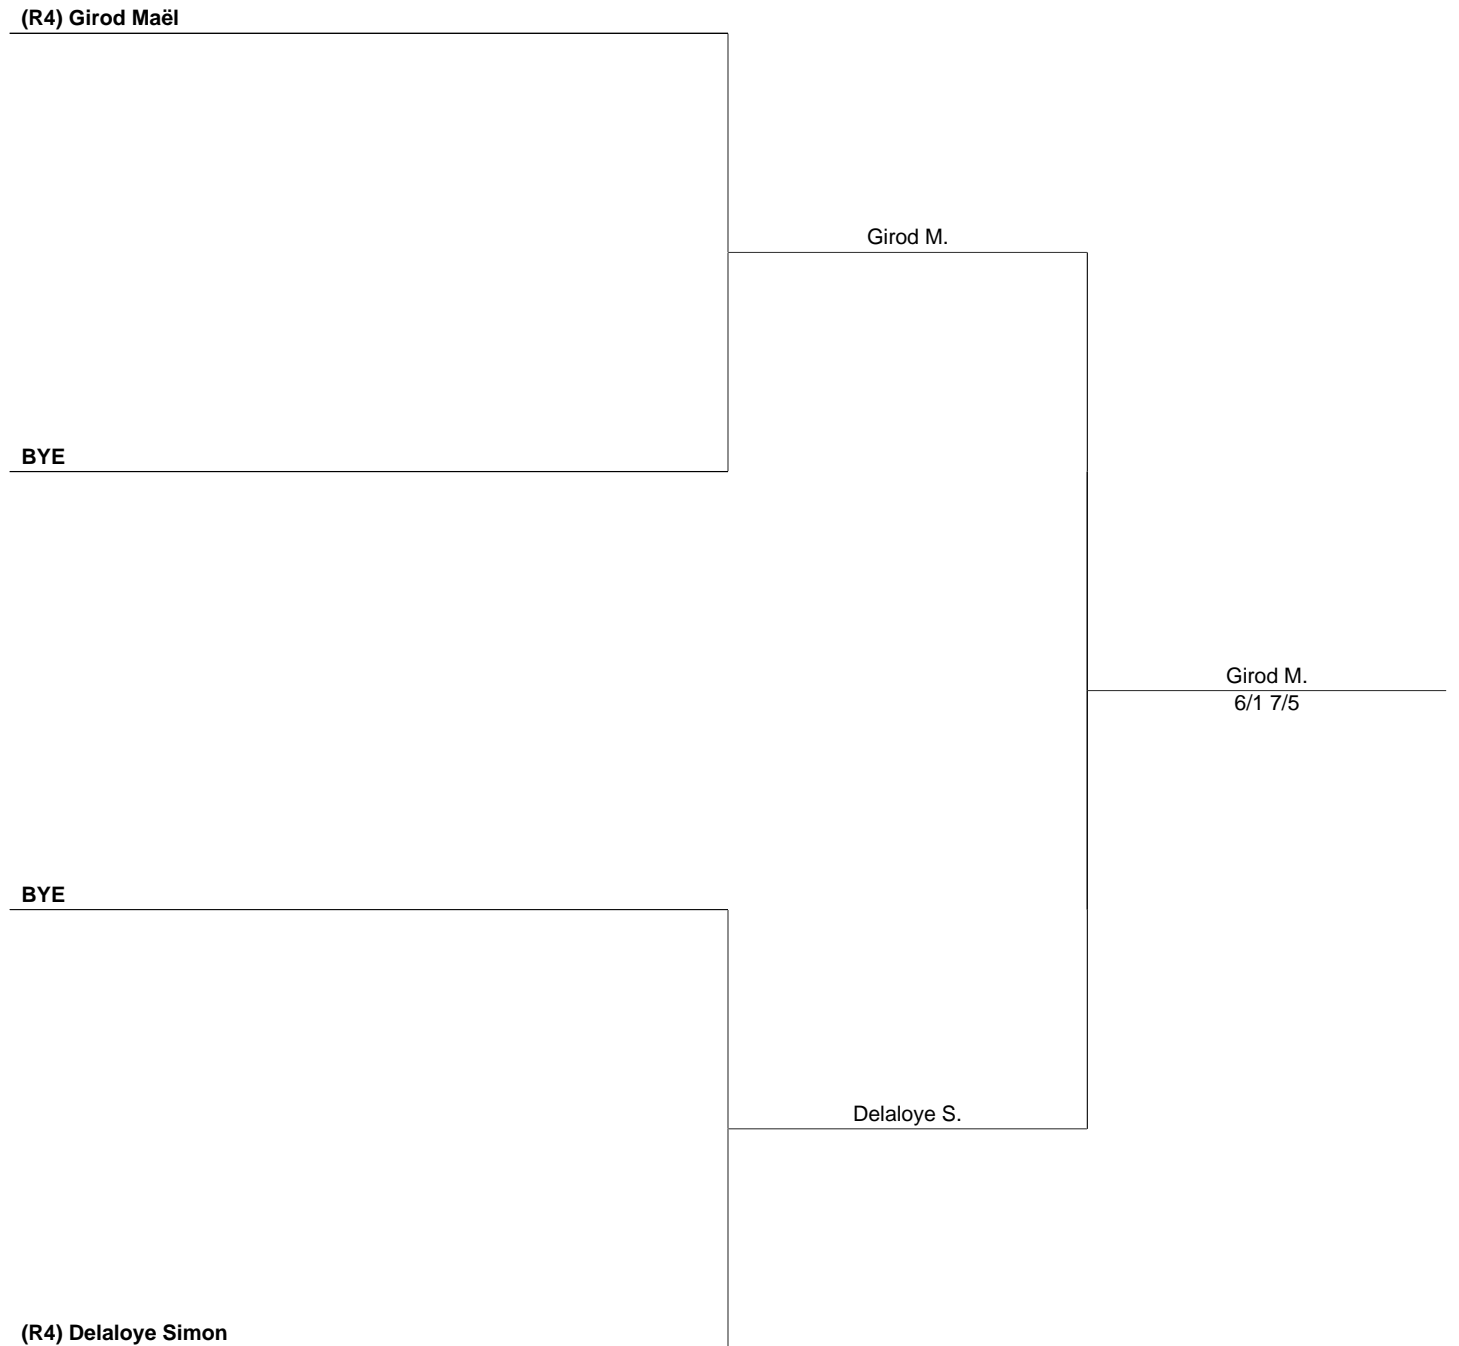 (R4) Girod Maël
Girod M.
BYE
Girod M.
6/1 7/5
BYE
Delaloye S.
(R4) Delaloye Simon